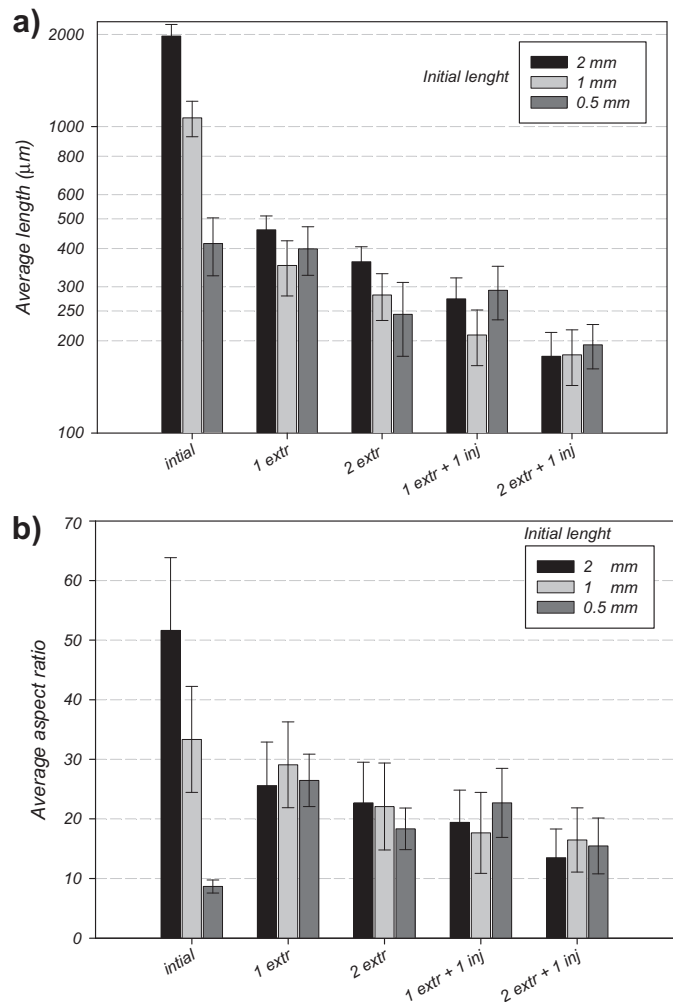 a)
2000
1000
800
600
500
400
300
250
200
100
Average length (μm)
Initial lenght
2 mm
1 mm
0.5 mm
intial
1 extr
2 extr
1 extr + 1 inj
2 extr + 1 inj
b)
70
60
50
40
30
20
10
0
Average aspect ratio
Initial lenght
2 mm
1 mm
0.5 mm
intial
1 extr
2 extr
1 extr + 1 inj
2 extr + 1 inj